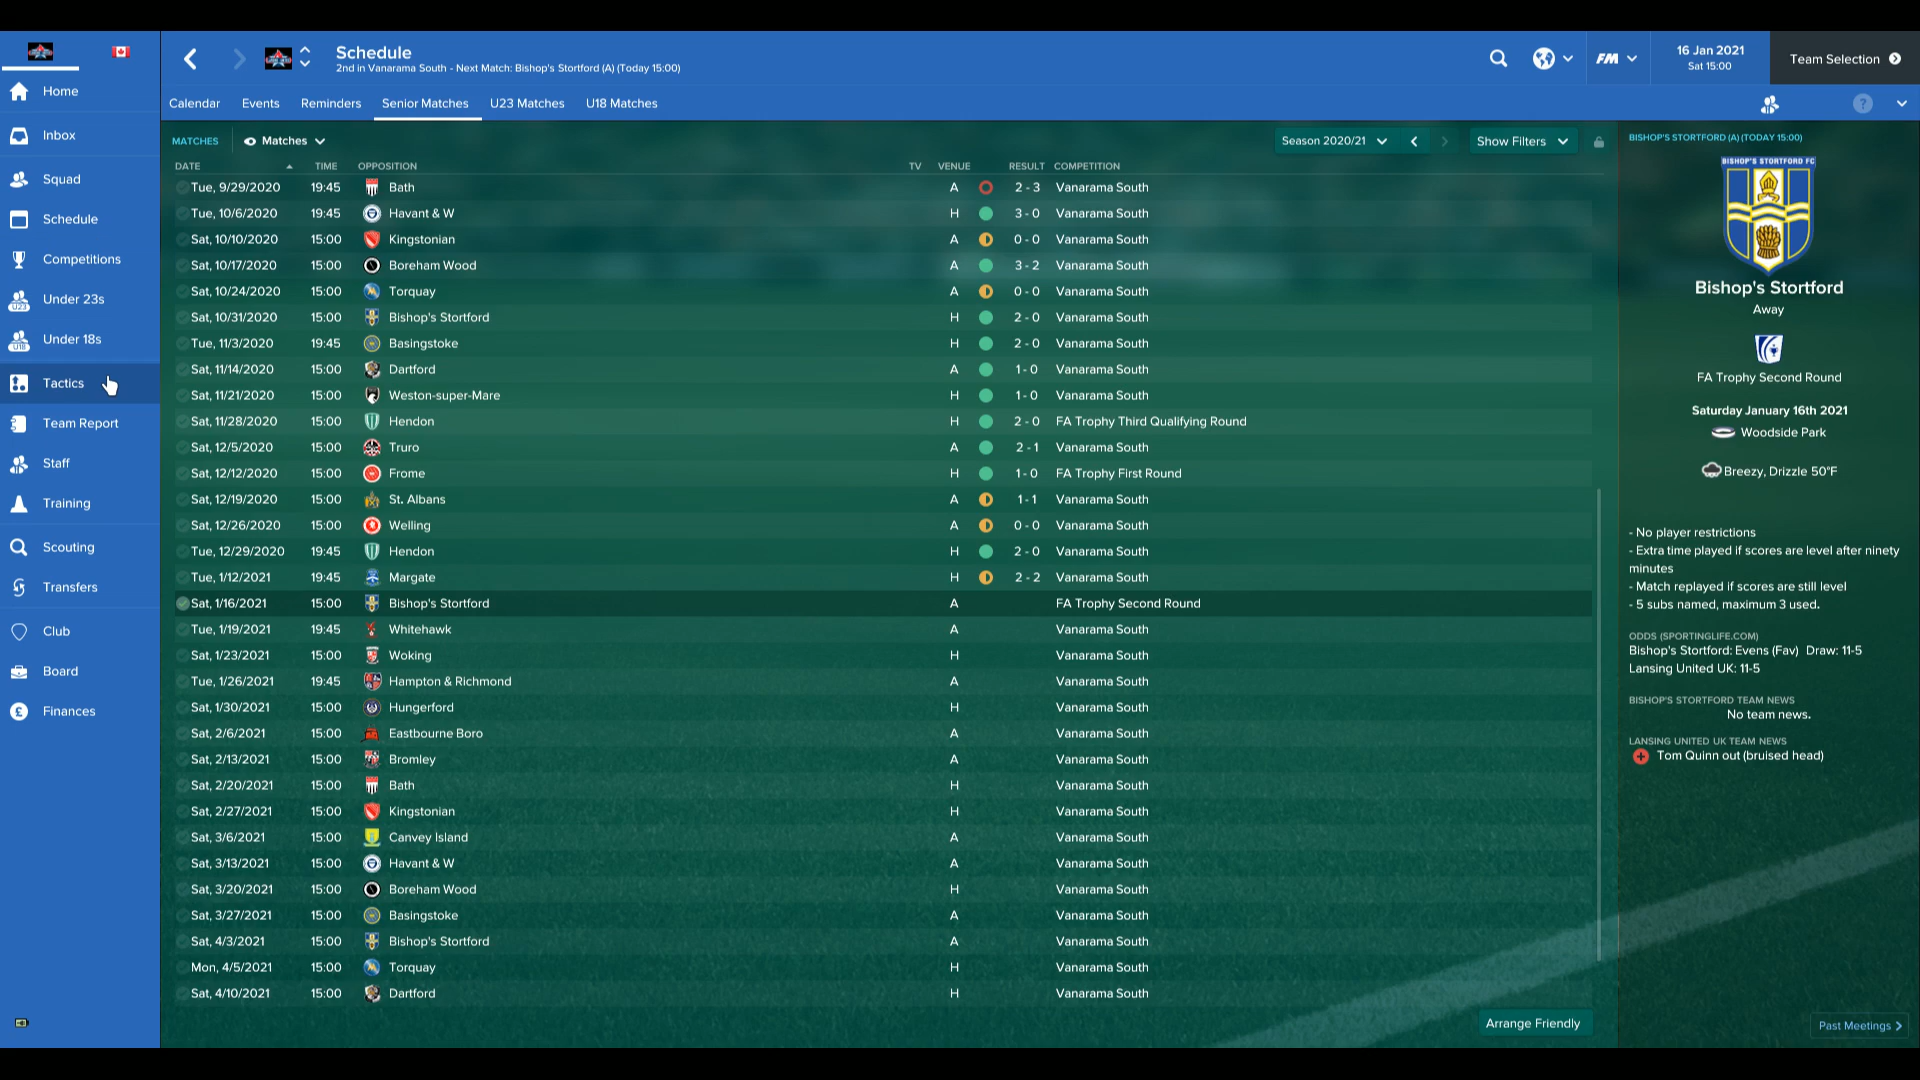 Schedule
2nd in Vanarama South - Next Match: Bishop's Stortford (A) (Today 15:00)
FM
16 Jan 2021
Sat 15:00
Team Selection
Home
Inbox
Squad
Schedule
Competitions
Under 23s
Under 18s
Tactics
Team Report
Staff
Training
Scouting
Transfers
Club
Board
Finances
Calendar Events Reminders Senior Matches U23 Matches U18 Matches
MATCHES Matches Season 2020/21 Show Filters
DATE TIME OPPOSITION TV VENUE RESULT COMPETITION
Tue, 9/29/2020 19:45 Bath A 2 - 3 Vanarama South
Tue, 10/6/2020 19:45 Havant & W H 3 - 0 Vanarama South
Sat, 10/10/2020 15:00 Kingstonian A 0 - 0 Vanarama South
Sat, 10/17/2020 15:00 Boreham Wood A 3 - 2 Vanarama South
Sat, 10/24/2020 15:00 Torquay A 0 - 0 Vanarama South
Sat, 10/31/2020 15:00 Bishop's Stortford H 2 - 0 Vanarama South
Tue, 11/3/2020 19:45 Basingstoke H 2 - 0 Vanarama South
Sat, 11/14/2020 15:00 Dartford A 1 - 0 Vanarama South
Sat, 11/21/2020 15:00 Weston-super-Mare H 1 - 0 Vanarama South
Sat, 11/28/2020 15:00 Hendon H 2 - 0 FA Trophy Third Qualifying Round
Sat, 12/5/2020 15:00 Truro A 2 - 1 Vanarama South
Sat, 12/12/2020 15:00 Frome H 1 - 0 FA Trophy First Round
Sat, 12/19/2020 15:00 St. Albans A 1 - 1 Vanarama South
Sat, 12/26/2020 15:00 Welling A 0 - 0 Vanarama South
Tue, 12/29/2020 19:45 Hendon H 2 - 0 Vanarama South
Tue, 1/12/2021 19:45 Margate H 2 - 2 Vanarama South
Sat, 1/16/2021 15:00 Bishop's Stortford A FA Trophy Second Round
Tue, 1/19/2021 19:45 Whitehawk A Vanarama South
Sat, 1/23/2021 15:00 Woking H Vanarama South
Tue, 1/26/2021 19:45 Hampton & Richmond A Vanarama South
Sat, 1/30/2021 15:00 Hungerford H Vanarama South
Sat, 2/6/2021 15:00 Eastbourne Boro A Vanarama South
Sat, 2/13/2021 15:00 Bromley A Vanarama South
Sat, 2/20/2021 15:00 Bath H Vanarama South
Sat, 2/27/2021 15:00 Kingstonian H Vanarama South
Sat, 3/6/2021 15:00 Canvey Island A Vanarama South
Sat, 3/13/2021 15:00 Havant & W A Vanarama South
Sat, 3/20/2021 15:00 Boreham Wood H Vanarama South
Sat, 3/27/2021 15:00 Basingstoke A Vanarama South
Sat, 4/3/2021 15:00 Bishop's Stortford A Vanarama South
Mon, 4/5/2021 15:00 Torquay H Vanarama South
Sat, 4/10/2021 15:00 Dartford H Vanarama South
Arrange Friendly
BISHOP'S STORTFORD (A) (TODAY 15:00)
BISHOP'S STORTFORD FC
Bishop's Stortford
Away
FA Trophy Second Round
Saturday January 16th 2021
Woodside Park
Breezy, Drizzle 50°F
- No player restrictions
- Extra time played if scores are level after ninety
minutes
- Match replayed if scores are still level
- 5 subs named, maximum 3 used.
ODDS (SPORTINGLIFE.COM)
Bishop's Stortford: Evens (Fav) Draw: 11-5
Lansing United UK: 11-5
BISHOP'S STORTFORD TEAM NEWS
No team news.
LANSING UNITED UK TEAM NEWS
Tom Quinn out (bruised head)
Past Meetings